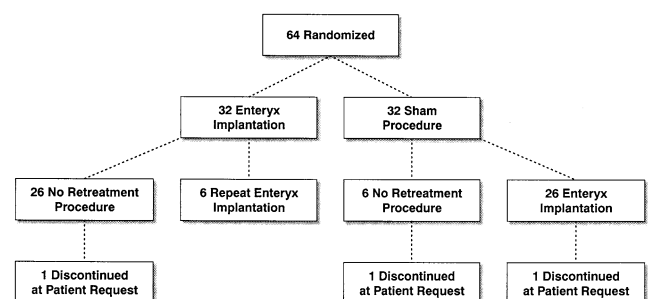 64 Randomized
32 Enteryx
Implantation
32 Sham
Procedure
26 No Retreatment
Procedure
6 Repeat Enteryx
Implantation
6 No Retreatment
Procedure
26 Enteryx
Implantation
1 Discontinued
at Patient Request
1 Discontinued
at Patient Request
1 Discontinued
at Patient Request